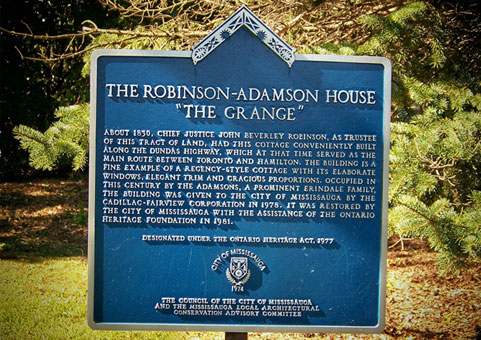 THE ROBINSON-ADAMSON HOUSE
"THE GRANGE"
ABOUT 1830, CHIEF JUSTICE JOHN BEVERLEY ROBINSON, AS TRUSTEE
OF THIS TRACT OF LAND, HAD THIS COTTAGE CONVENIENTLY BUILT
ALONG THE DUNDAS HIGHWAY, WHICH AT THAT TIME SERVED AS THE
MAIN ROUTE BETWEEN TORONTO AND HAMILTON. THE BUILDING IS A
FINE EXAMPLE OF A REGENCY-STYLE COTTAGE WITH ITS ELABORATE
WINDOWS, ELEGANT TRIM AND GRACIOUS PROPORTIONS. OCCUPIED IN
THIS CENTURY BY THE ADAMSONS, A PROMINENT ERINDALE FAMILY,
THE BUILDING WAS GIVEN TO THE CITY OF MISSISSAUGA BY THE
CADILLAC-FAIRVIEW CORPORATION IN 1978. IT WAS RESTORED BY
THE CITY OF MISSISSAUGA WITH THE ASSISTANCE OF THE ONTARIO
HERITAGE FOUNDATION IN 1981.
DESIGNATED UNDER THE ONTARIO HERITAGE ACT, 1977
CITY OF MISSISSAUGA
1974
THE COUNCIL OF THE CITY OF MISSISSAUGA
AND THE MISSISSAUGA LOCAL ARCHITECTURAL
CONSERVATION ADVISORY COMMITTEE